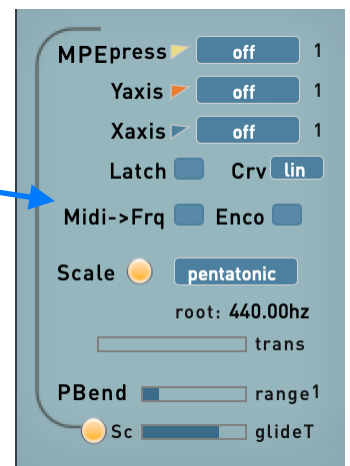 MPEpress off 1
Yaxis off 1
Xaxis off 1
Latch Crv lin
Midi->Frq Enco
Scale pentatonic
root: 440.00hz
trans
PBend range1
Sc glideT